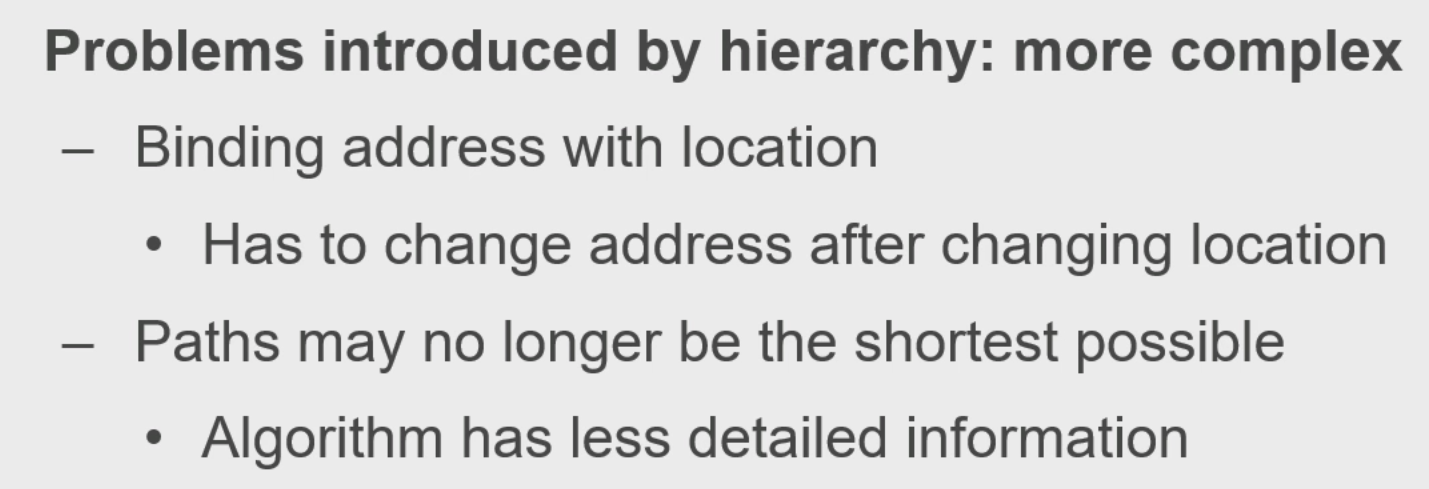 Problems introduced by hierarchy: more complex
– Binding address with location
• Has to change address after changing location
– Paths may no longer be the shortest possible
• Algorithm has less detailed information